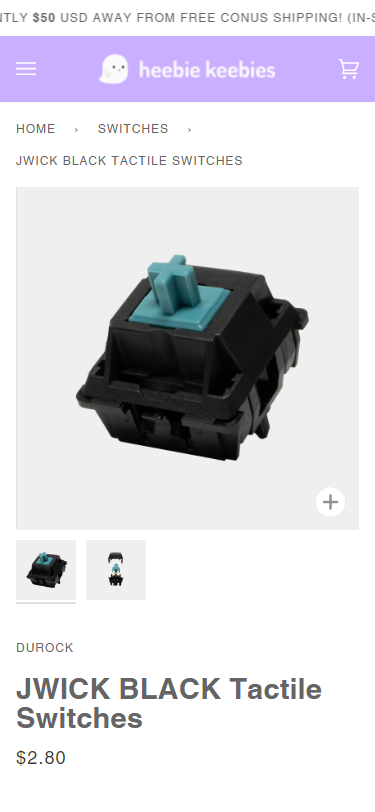 $50 USD AWAY FROM FREE CONUS SHIPPING! (IN-
heebie keebies
HOME › SWITCHES ›
JWICK BLACK TACTILE SWITCHES
DUROCK
JWICK BLACK Tactile
Switches
$2.80